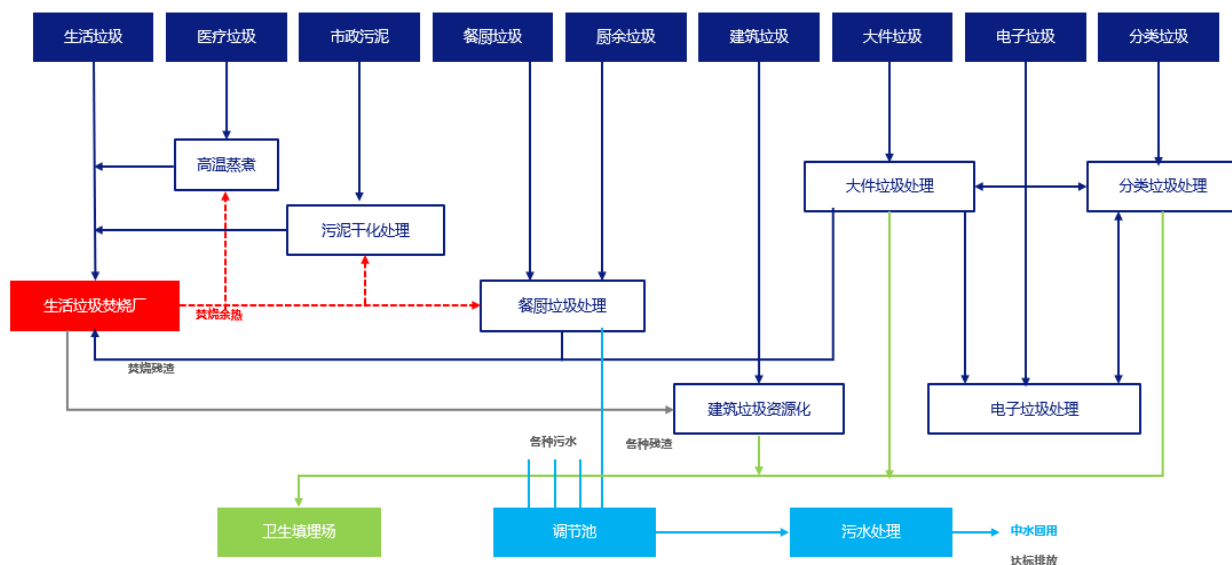 生活垃圾
医疗垃圾
市政污泥
餐厨垃圾
厨余垃圾
建筑垃圾
大件垃圾
电子垃圾
分类垃圾
高温蒸煮
大件垃圾处理
分类垃圾处理
污泥干化处理
生活垃圾焚烧厂
焚烧余热
餐厨垃圾处理
焚烧残渣
建筑垃圾资源化
电子垃圾处理
各种污水
各种残渣
卫生填埋场
调节池
污水处理
中水回用
达标排放